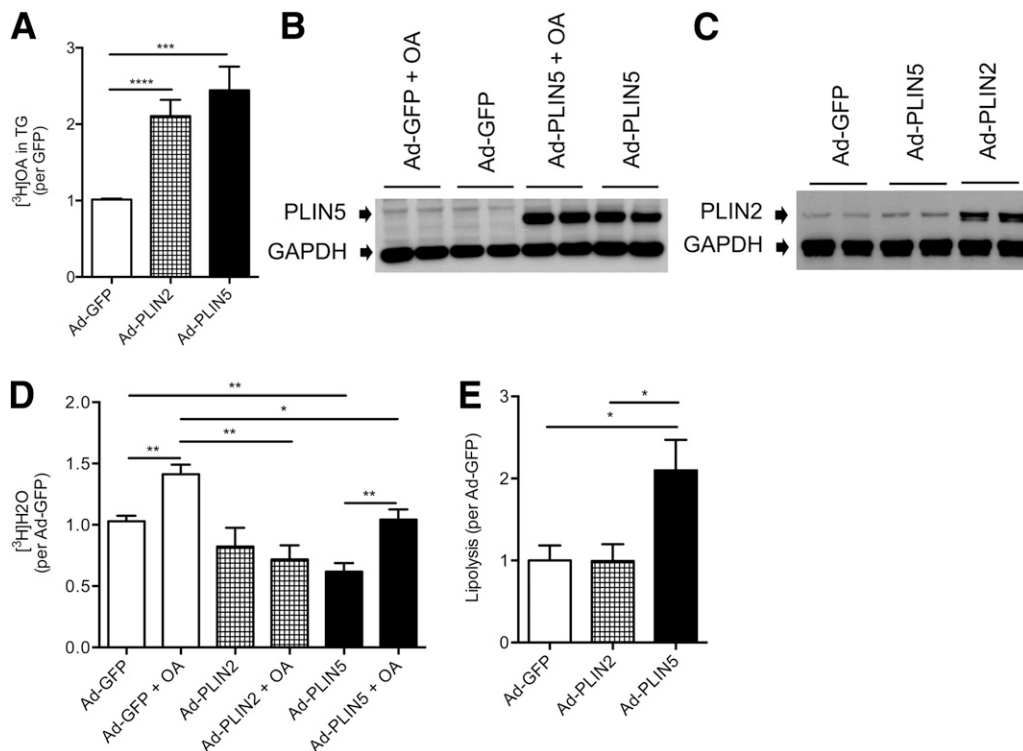 A
[³H]OA in TG
(per GFP)
3
2
1
0
***
****
Ad-GFP
Ad-PLIN2
Ad-PLIN5
B
Ad-GFP + OA
Ad-GFP
Ad-PLIN5 + OA
Ad-PLIN5
PLIN5
GAPDH
C
Ad-GFP
Ad-PLIN5
Ad-PLIN2
PLIN2
GAPDH
D
[³H]H2O
(per Ad-GFP)
2.0
1.5
1.0
0.5
0.0
**
*
**
**
**
Ad-GFP
Ad-GFP + OA
Ad-PLIN2
Ad-PLIN2 + OA
Ad-PLIN5
Ad-PLIN5 + OA
E
Lipolysis (per Ad-GFP)
3
2
1
0
*
*
Ad-GFP
Ad-PLIN2
Ad-PLIN5